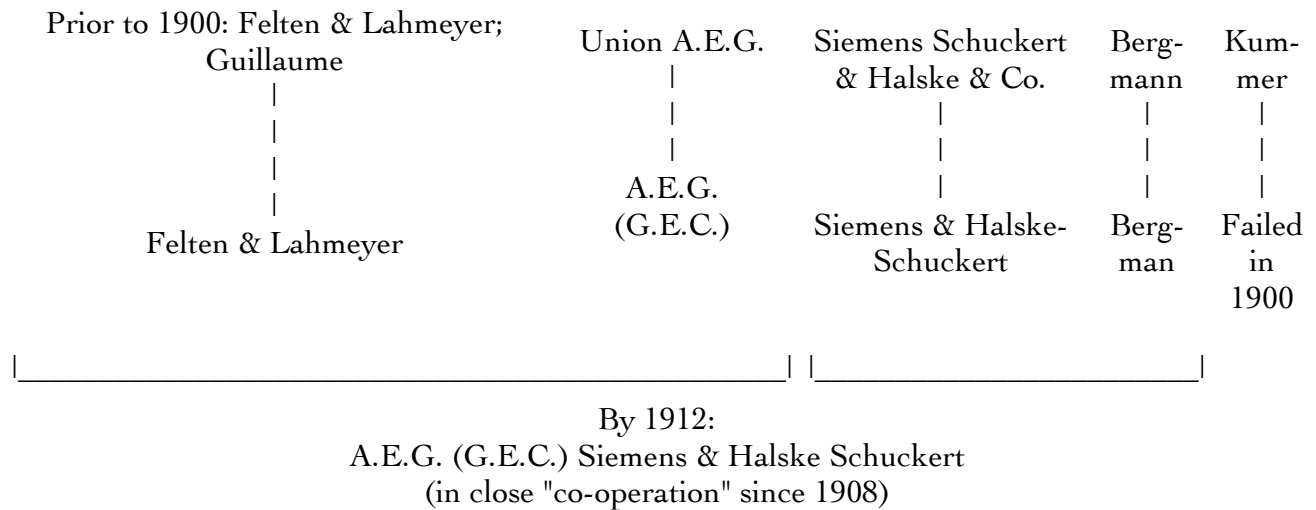 Prior to 1900: Felten & Lahmeyer;
Guillaume
Union A.E.G.
Siemens Schuckert
& Halske & Co.
Berg-
mann
Kum-
mer
Felten & Lahmeyer
A.E.G.
(G.E.C.)
Siemens & Halske-
Schuckert
Berg-
man
Failed
in
1900
By 1912:
A.E.G. (G.E.C.) Siemens & Halske Schuckert
(in close "co-operation" since 1908)